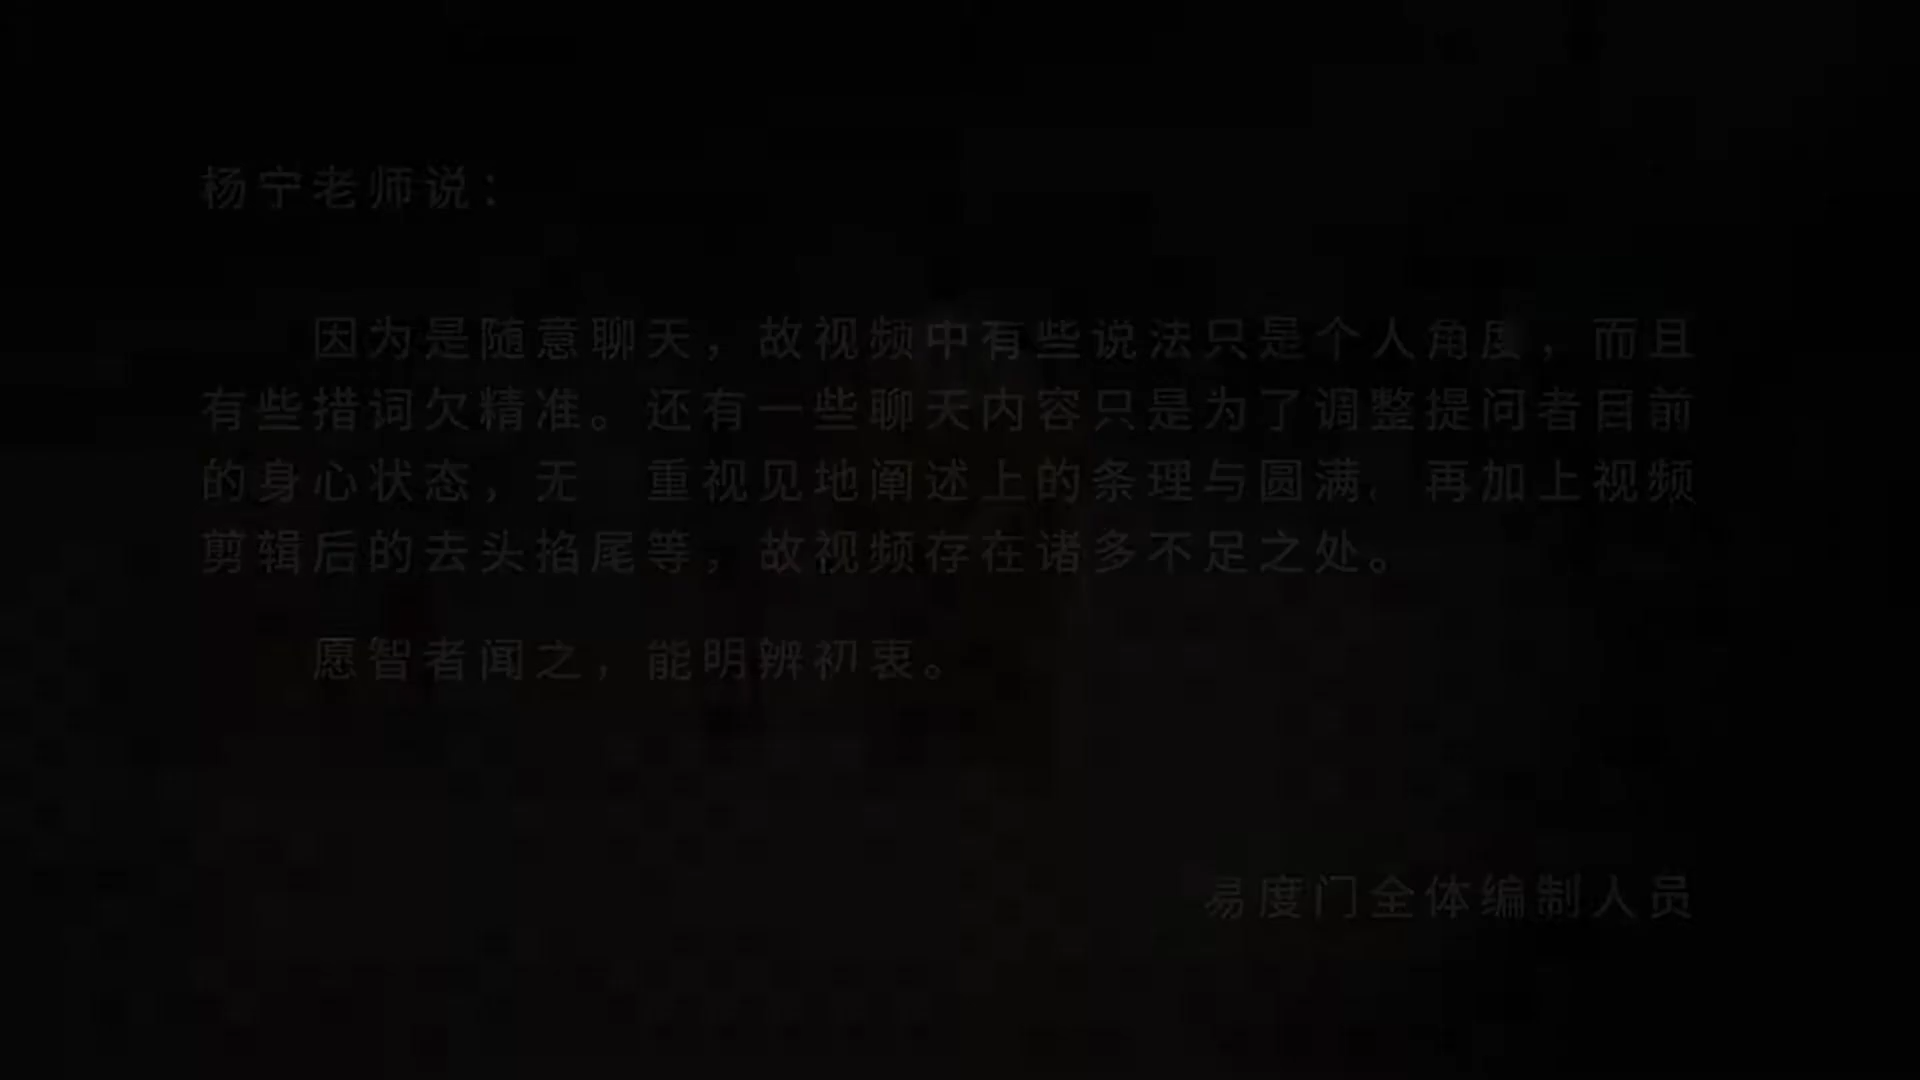 杨宁老师说：
因为是随意聊天，故视频中有些说法只是个人角度，而且
有些措词欠精准。还有一些聊天内容只是为了调整提问者目前
的身心状态，无 重视见地阐述上的条理与圆满，再加上视频
剪辑后的去头掐尾等，故视频存在诸多不足之处。
愿智者闻之，能明辨初衷。
易度门全体编制人员